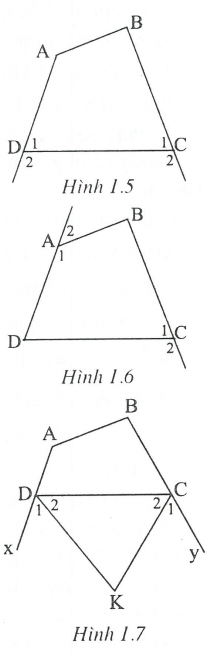 B
A
D 1 1 C
2 2
Hình 1.5
B
2
A
1
1 C
D 2
Hình 1.6
B
A
D 2 2 C
1 1
x y
K
Hình 1.7